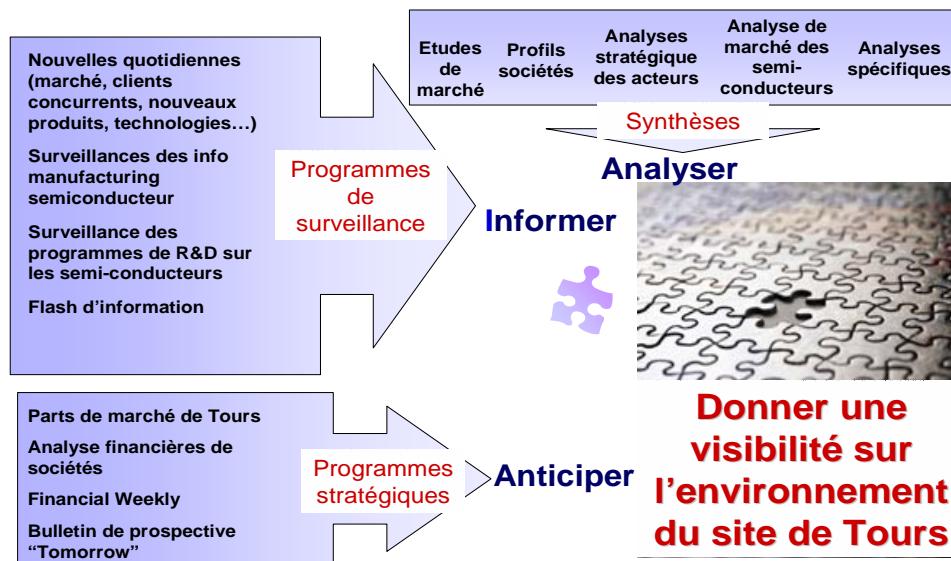 Nouvelles quotidiennes
(marché, clients
concurrents, nouveaux
produits, technologies…)
Surveillances des info
manufacturing
semiconducteur
Surveillance des
programmes de R&D sur
les semi-conducteurs
Flash d’information
Programmes
de
surveillance
Informer
Etudes
de
marché
Profils
sociétés
Analyses
stratégique
des acteurs
Analyse de
marché des
semi-
conducteurs
Analyses
spécifiques
Synthèses
Analyser
Parts de marché de Tours
Analyse financières de
sociétés
Financial Weekly
Bulletin de prospective
“Tomorrow”
Programmes
stratégiques
Anticiper
Donner une
visibilité sur
l’environnement
du site de Tours